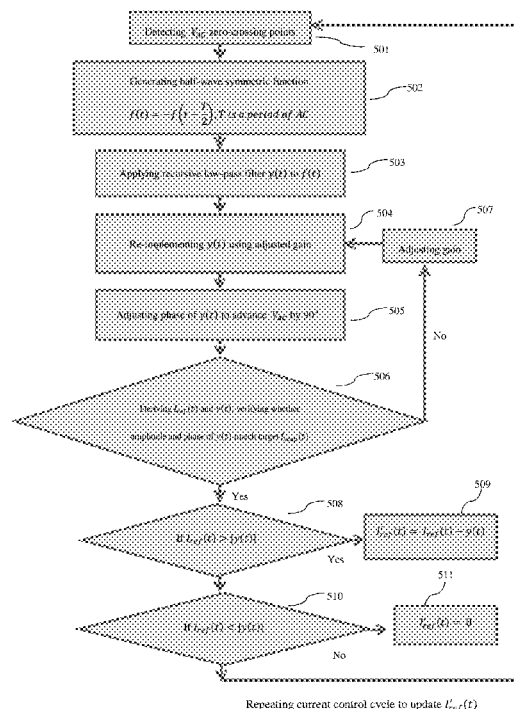 Detecting V_AC zero-crossing points
501
Generating half-wave symmetric function
f(t) = -f(t - T/2), T is a period of AC
502
Applying recursive low-pass filter y(t) to f(t)
503
504
507
Re-implementing y(t) using adjusted gain
Adjusting gain
Adjusting phase of y(t) to advance V_AC by 90°
505
No
506
Deriving I_ref(t) and y(t), verifying whether
amplitude and phase of y(t) match target
Yes
508
509
If I_ref(t) > |y(t)|
I'_ref(t) = I_ref(t) - y(t)
Yes
510
511
If I_ref(t) < |y(t)|
I'_ref(t) = 0
No
Repeating current control cycle to update I'_ref(t)